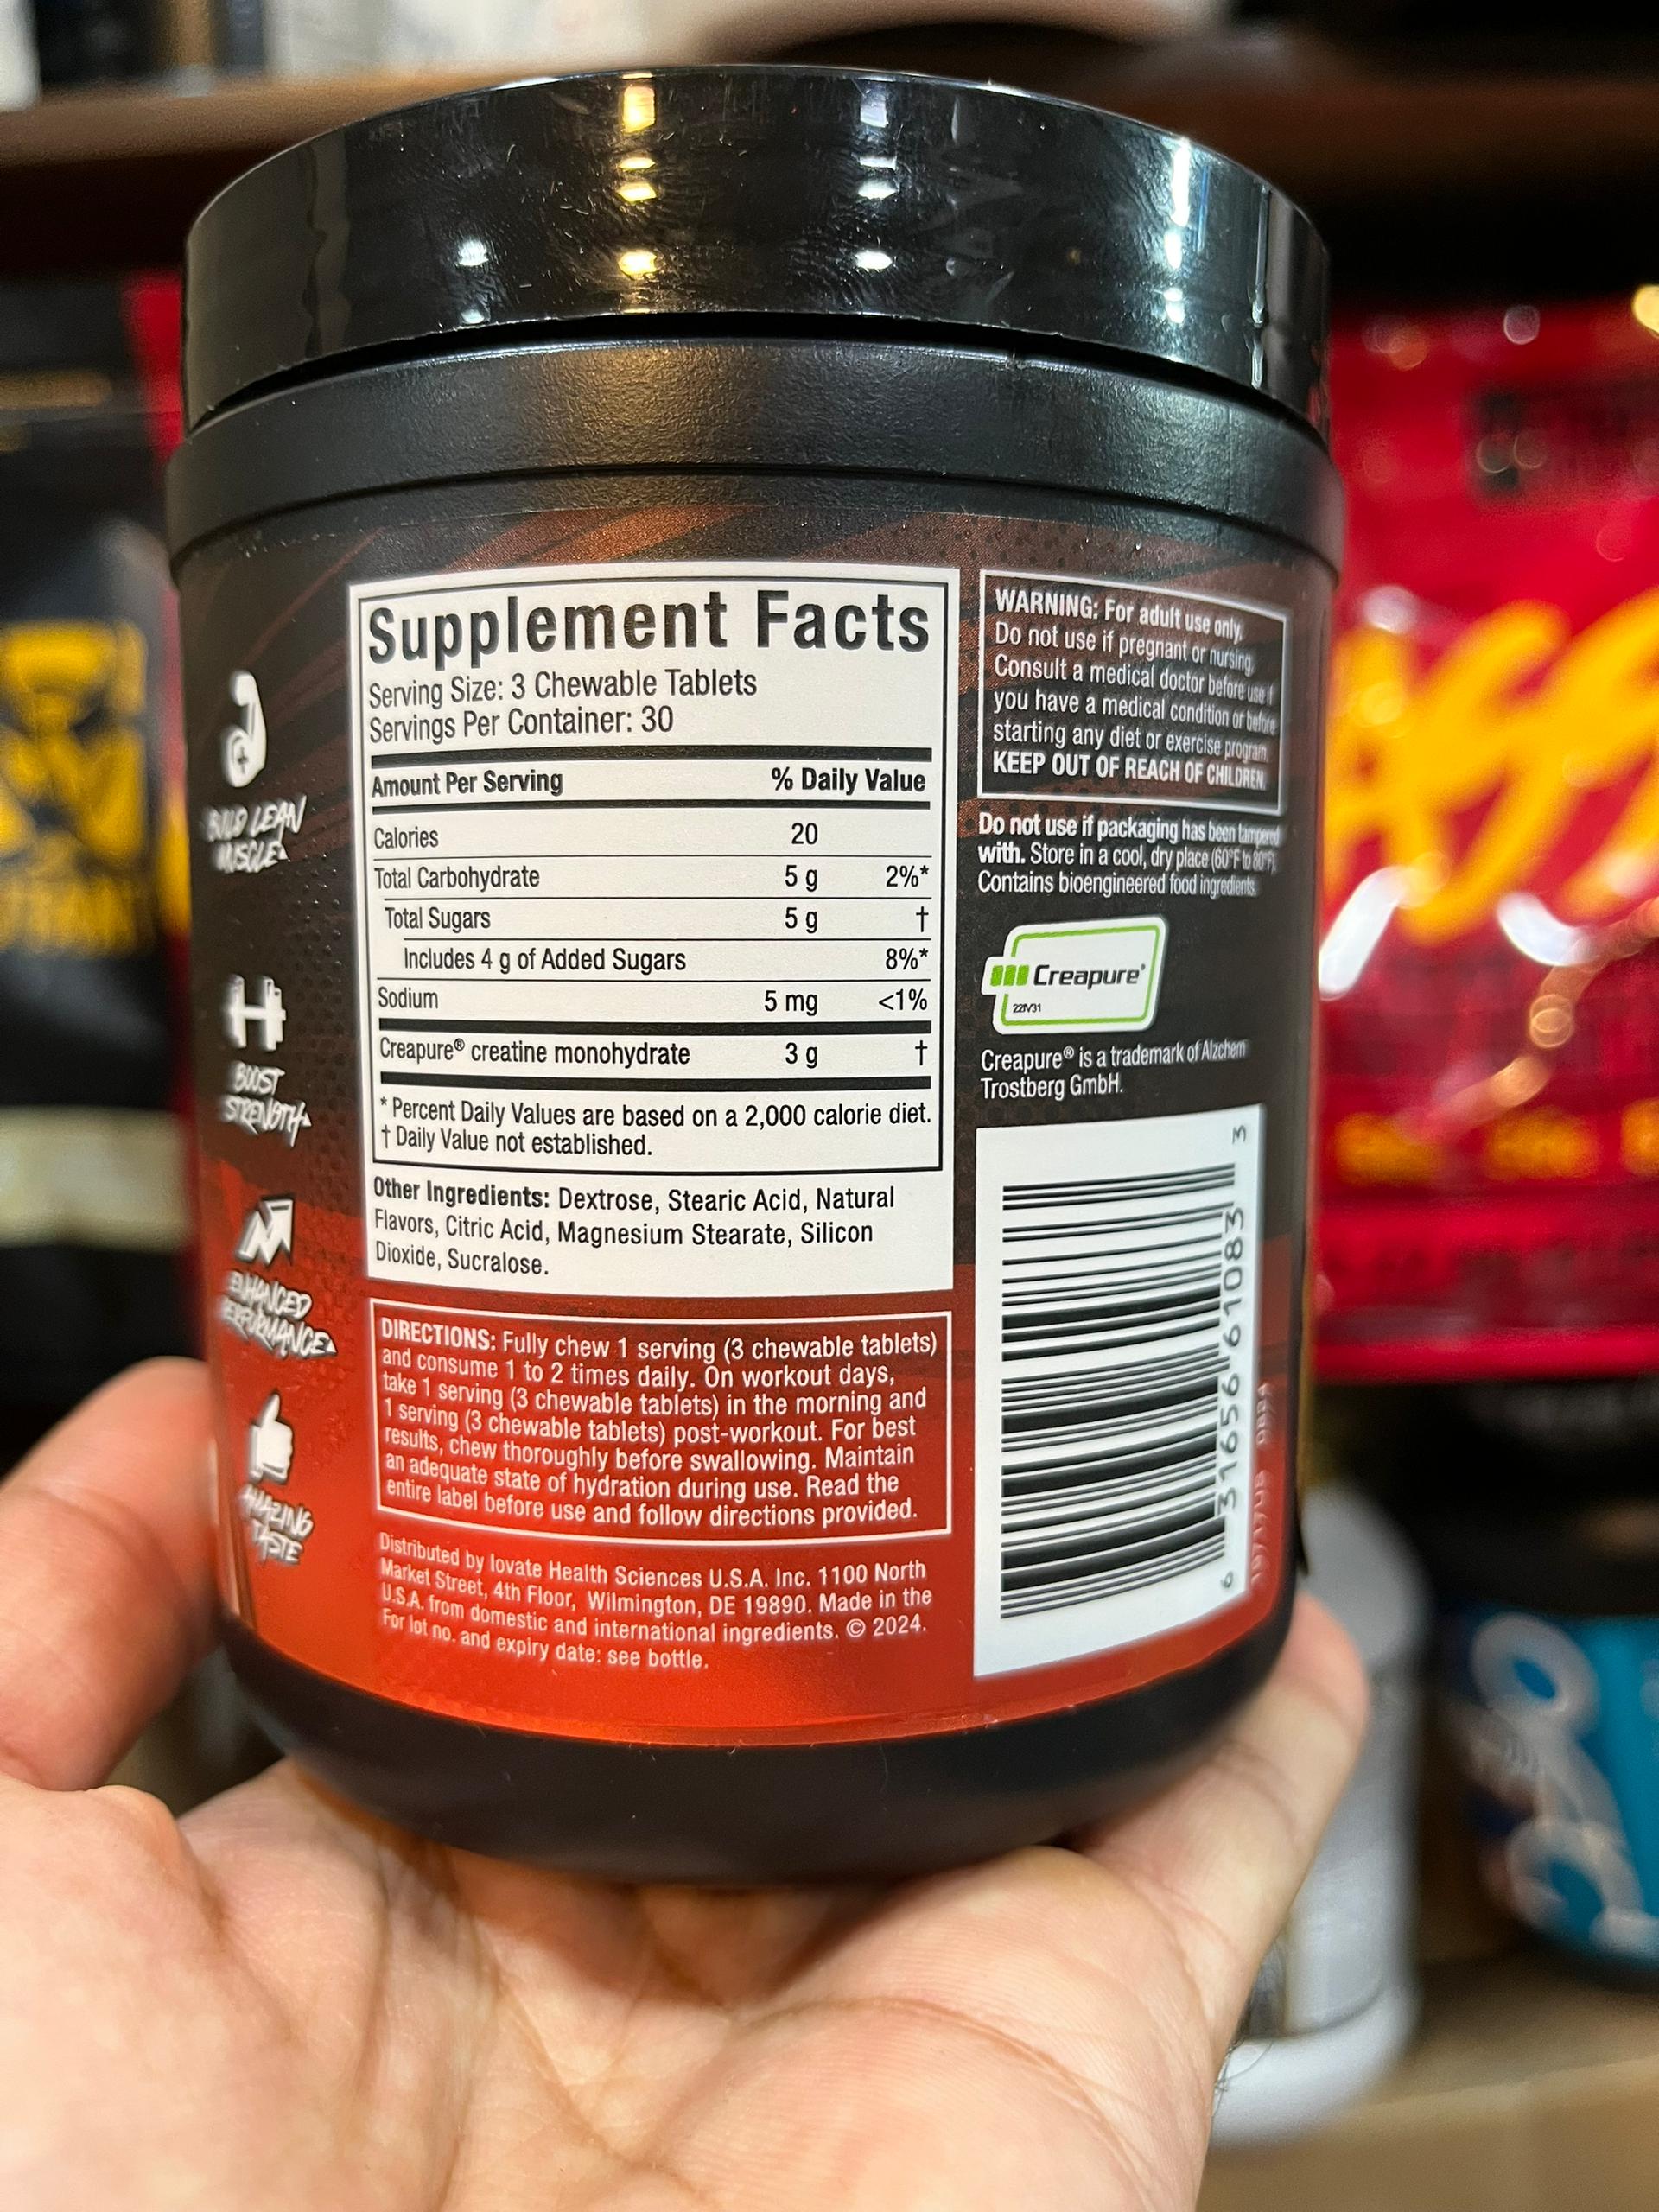 BUILD LEAN
MUSCLE
BOOST
STRENGTH
ENHANCED
PERFORMANCE
AMAZING
TASTE
Supplement Facts
Serving Size: 3 Chewable Tablets
Servings Per Container: 30
Amount Per Serving % Daily Value
Calories 20
Total Carbohydrate 5 g 2%*
Total Sugars 5 g †
Includes 4 g of Added Sugars 8%*
Sodium 5 mg <1%
Creapure® creatine monohydrate 3 g †
* Percent Daily Values are based on a 2,000 calorie diet.
† Daily Value not established.
Other Ingredients: Dextrose, Stearic Acid, Natural
Flavors, Citric Acid, Magnesium Stearate, Silicon
Dioxide, Sucralose.
DIRECTIONS: Fully chew 1 serving (3 chewable tablets)
and consume 1 to 2 times daily. On workout days,
take 1 serving (3 chewable tablets) in the morning and
1 serving (3 chewable tablets) post-workout. For best
results, chew thoroughly before swallowing. Maintain
an adequate state of hydration during use. Read the
entire label before use and follow directions provided.
Distributed by Iovate Health Sciences U.S.A. Inc. 1100 North
Market Street, 4th Floor, Wilmington, DE 19890. Made in the
U.S.A. from domestic and international ingredients. © 2024.
For lot no. and expiry date: see bottle.
WARNING: For adult use only.
Do not use if pregnant or nursing.
Consult a medical doctor before use if
you have a medical condition or before
starting any diet or exercise program.
KEEP OUT OF REACH OF CHILDREN.
Do not use if packaging has been tampered
with. Store in a cool, dry place (60°F to 80°F).
Contains bioengineered food ingredients.
Creapure®
22IV31
Creapure® is a trademark of Alzchem
Trostberg GmbH.
6 31656 61083 3